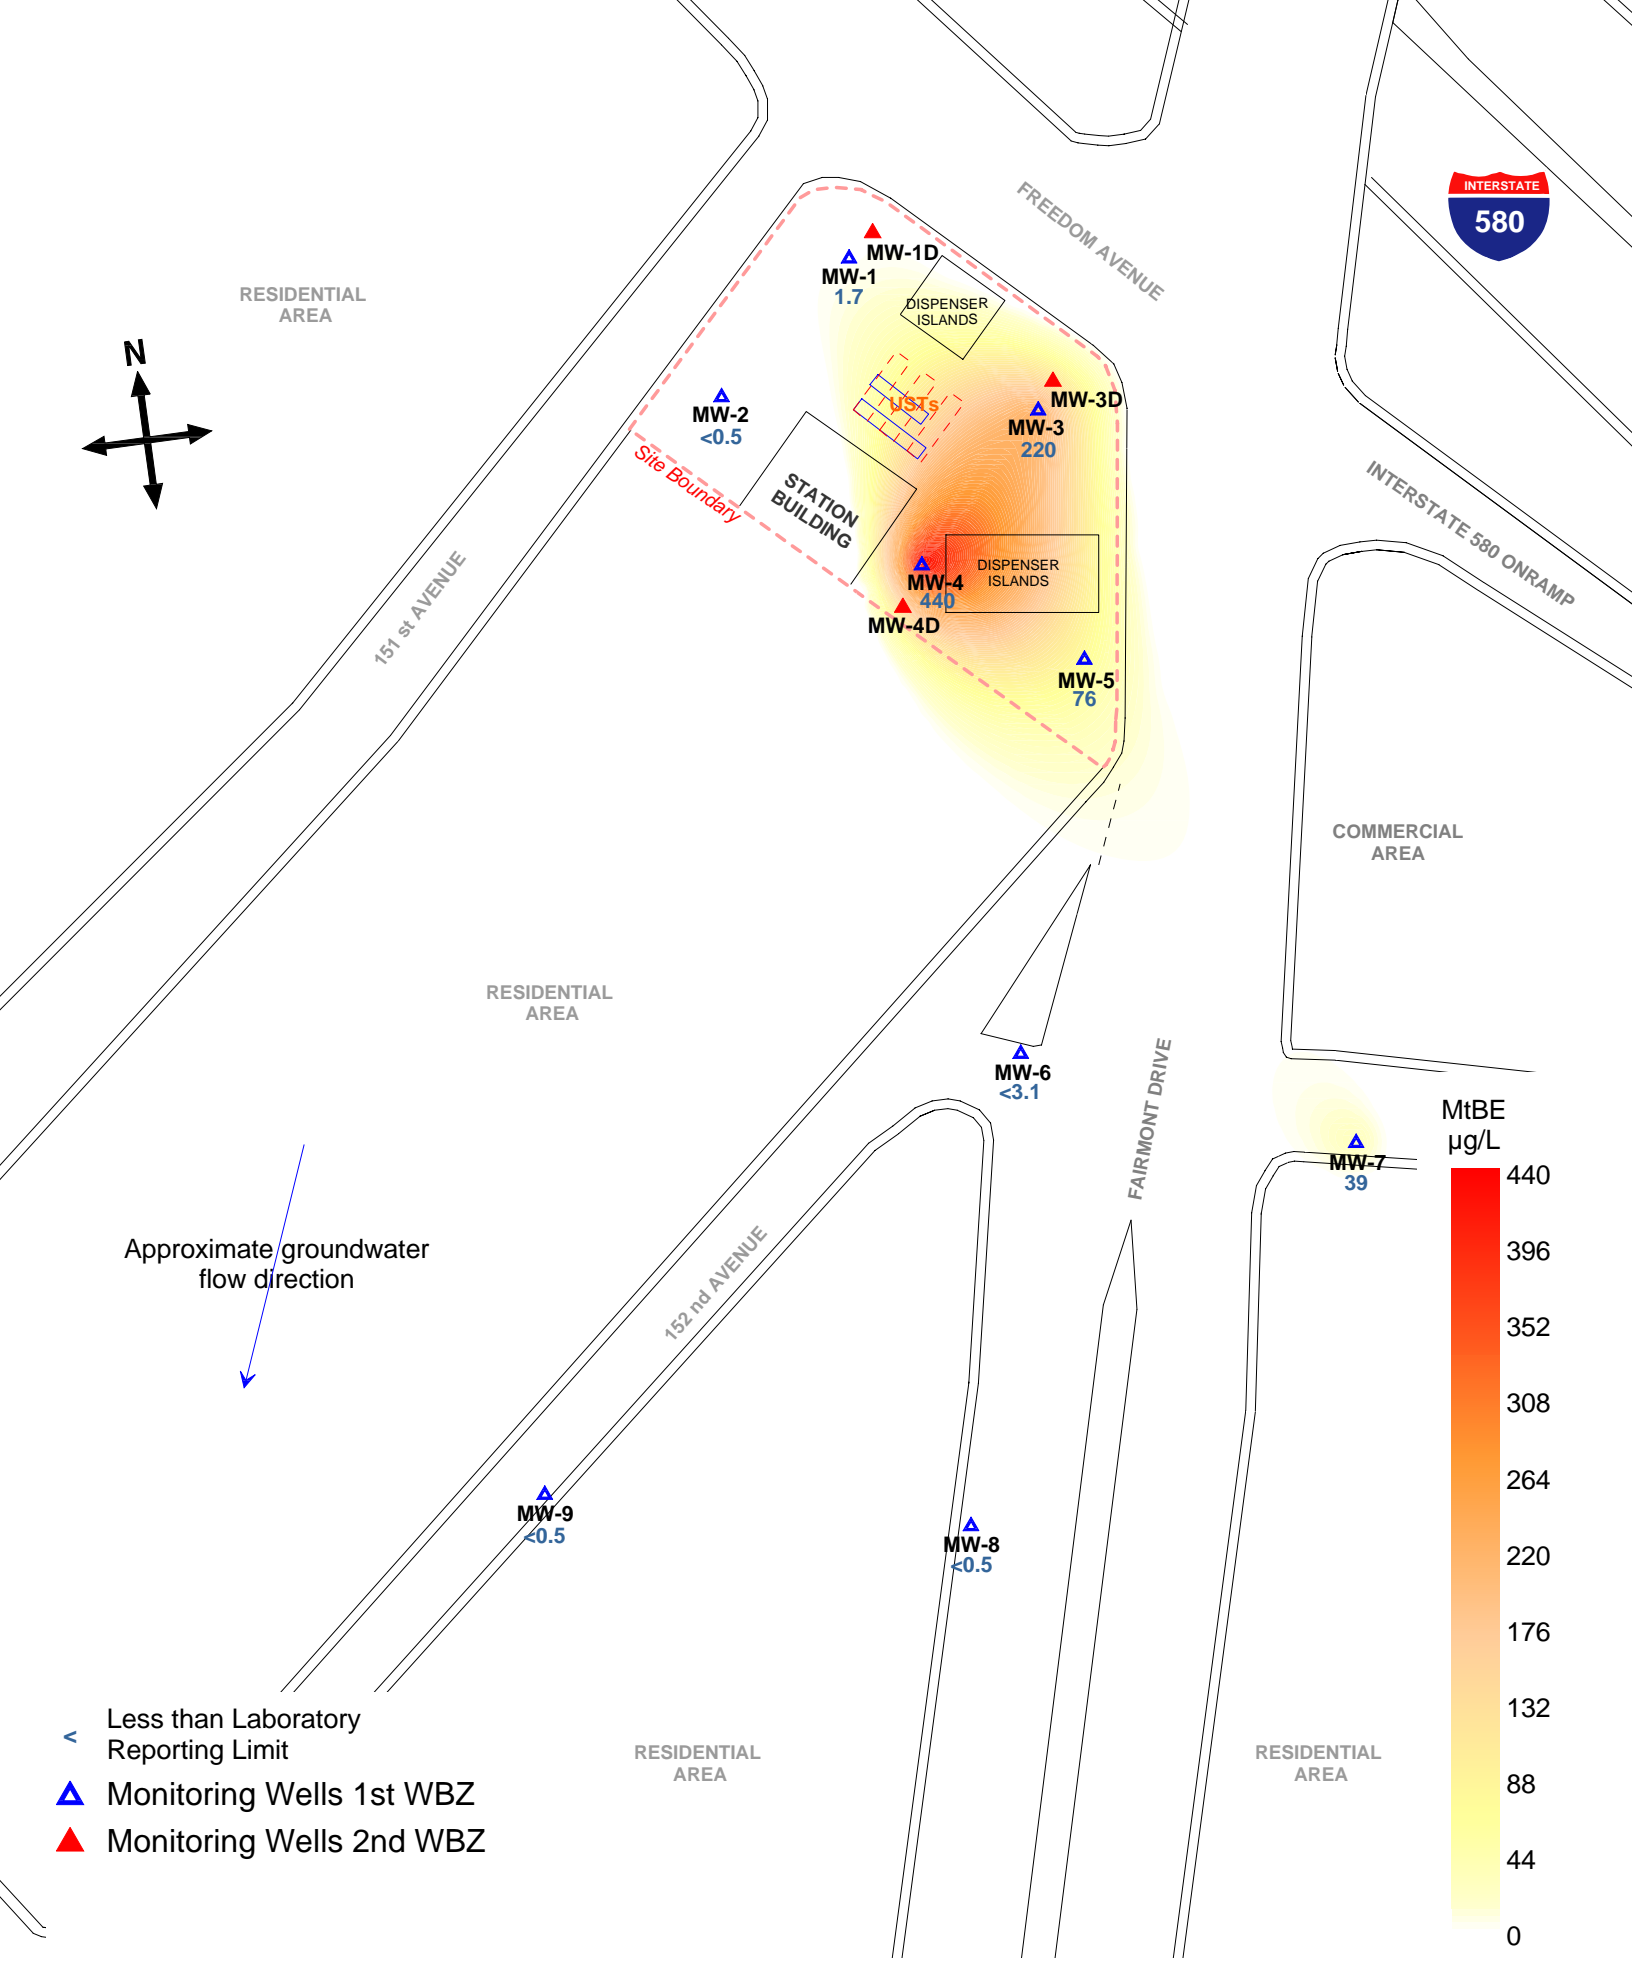 INTERSTATE
580
FREEDOM AVENUE
MW-1D
MW-1
1.7
DISPENSER
ISLANDS
RESIDENTIAL
AREA
N
MW-2
<0.5
USTs
MW-3D
MW-3
220
Site Boundary
STATION
BUILDING
INTERSTATE 580 ONRAMP
151 st AVENUE
DISPENSER
ISLANDS
MW-4
440
MW-4D
MW-5
76
COMMERCIAL
AREA
RESIDENTIAL
AREA
MW-6
<3.1
FAIRMONT DRIVE
MW-7
39
MtBE
µg/L
440
396
352
308
264
220
176
132
88
44
0
Approximate groundwater
flow direction
152 nd AVENUE
MW-9
<0.5
MW-8
<0.5
< Less than Laboratory
Reporting Limit
Monitoring Wells 1st WBZ
Monitoring Wells 2nd WBZ
RESIDENTIAL
AREA
RESIDENTIAL
AREA